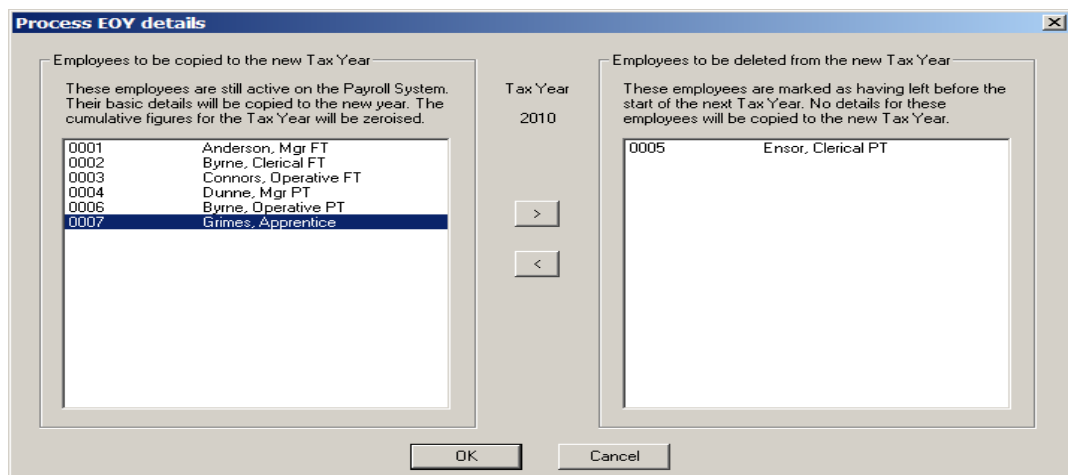 Process EOY details
Employees to be copied to the new Tax Year
These employees are still active on the Payroll System.
Their basic details will be copied to the new year. The
cumulative figures for the Tax Year will be zeroised.
0001 Anderson, Mgr FT
0002 Byrne, Clerical FT
0003 Connors, Operative FT
0004 Dunne, Mgr PT
0006 Byrne, Operative PT
0007 Grimes, Apprentice
Tax Year
2010
>
<
Employees to be deleted from the new Tax Year
These employees are marked as having left before the
start of the next Tax Year. No details for these
employees will be copied to the new Tax Year.
0005 Ensor, Clerical PT
OK
Cancel